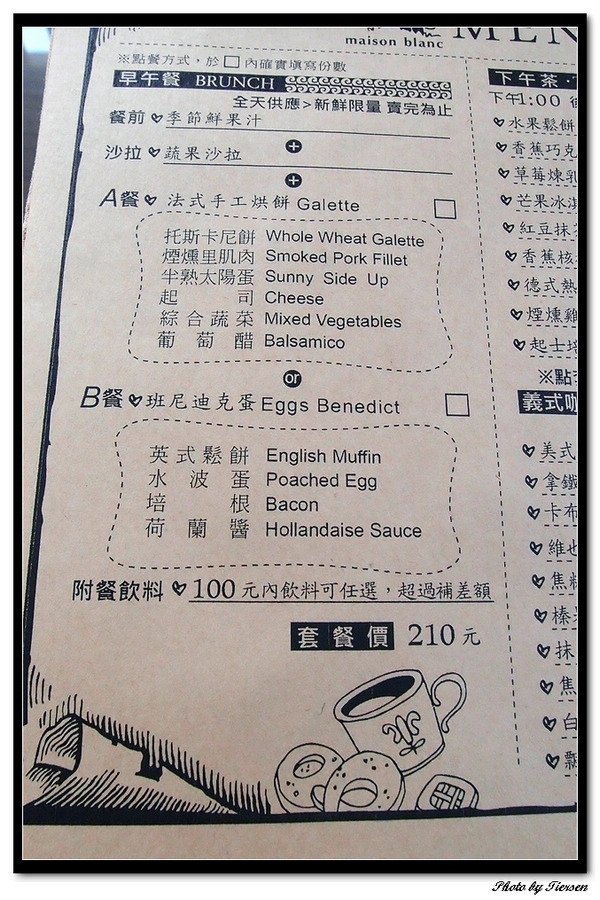 maison blanc
MEN
※點餐方式，於□內確實填寫份數
早午餐 BRUNCH
全天供應>新鮮限量 賣完為止
餐前 季節鮮果汁
+
沙拉 蔬果沙拉
+
A餐 法式手工烘餅 Galette
托斯卡尼餅 Whole Wheat Galette
煙燻里肌肉 Smoked Pork Fillet
半熟太陽蛋 Sunny Side Up
起司 Cheese
綜合蔬菜 Mixed Vegetables
葡萄醋 Balsamico
or
B餐 班尼迪克蛋 Eggs Benedict
英式鬆餅 English Muffin
水波蛋 Poached Egg
培根 Bacon
荷蘭醬 Hollandaise Sauce
附餐飲料 100元內飲料可任選，超過補差額
套餐價 210元
下午茶
下午1:00
水果鬆餅
香蕉巧克
草莓煉乳
芒果冰淇
紅豆抹
香蕉核
德式熱
煙燻雞
起士培
※點
義式咖
美式
拿鐵
卡布
維也
焦糖
榛
抹
焦
白
飄
Photo by Tiersen